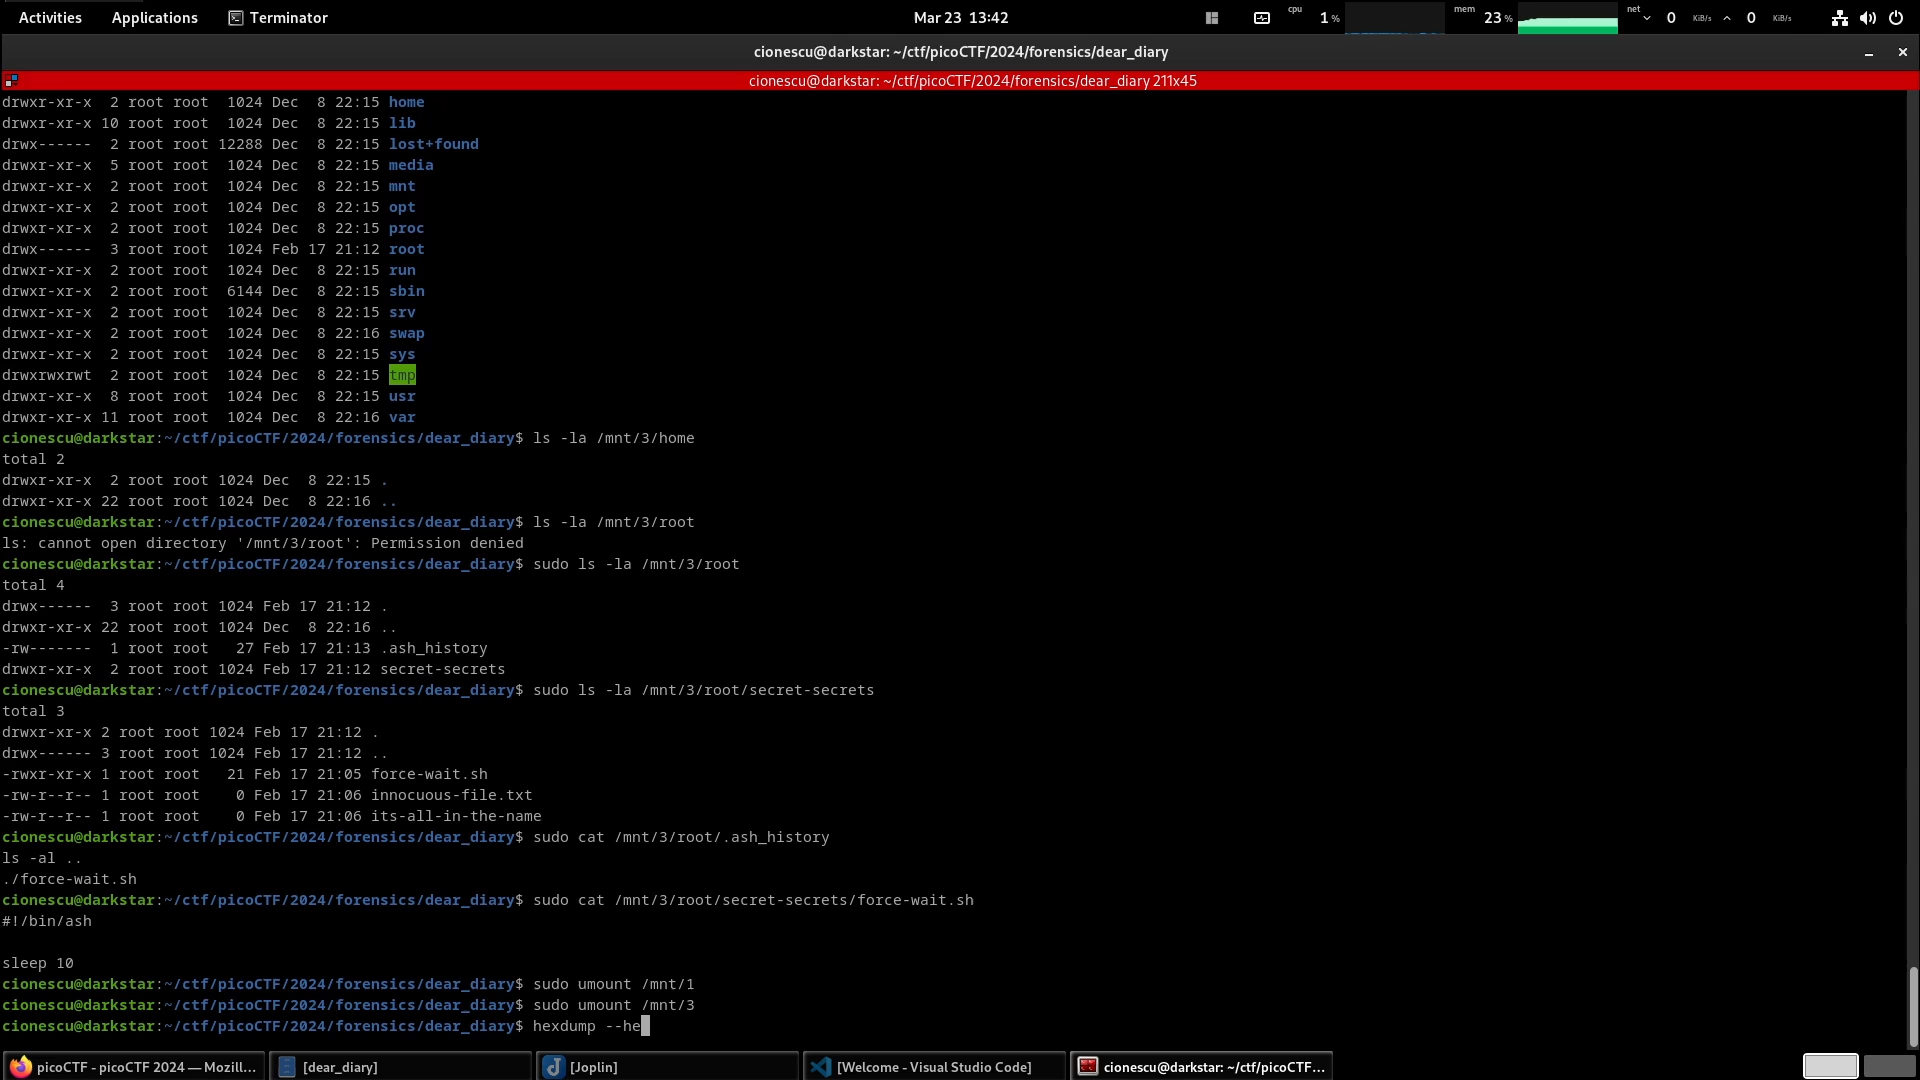 Activities Applications Terminator Mar 23 13:42 cpu 1 % mem 23 % net 0 KiB/s 0 KiB/s
cionescu@darkstar: ~/ctf/picoCTF/2024/forensics/dear_diary
cionescu@darkstar: ~/ctf/picoCTF/2024/forensics/dear_diary 211x45
drwxr-xr-x  2 root root  1024 Dec  8 22:15 home
drwxr-xr-x 10 root root  1024 Dec  8 22:15 lib
drwx------  2 root root 12288 Dec  8 22:15 lost+found
drwxr-xr-x  5 root root  1024 Dec  8 22:15 media
drwxr-xr-x  2 root root  1024 Dec  8 22:15 mnt
drwxr-xr-x  2 root root  1024 Dec  8 22:15 opt
drwxr-xr-x  2 root root  1024 Dec  8 22:15 proc
drwx------  3 root root  1024 Feb 17 21:12 root
drwxr-xr-x  2 root root  1024 Dec  8 22:15 run
drwxr-xr-x  2 root root  6144 Dec  8 22:15 sbin
drwxr-xr-x  2 root root  1024 Dec  8 22:15 srv
drwxr-xr-x  2 root root  1024 Dec  8 22:16 swap
drwxr-xr-x  2 root root  1024 Dec  8 22:15 sys
drwxrwxrwt  2 root root  1024 Dec  8 22:15 tmp
drwxr-xr-x  8 root root  1024 Dec  8 22:15 usr
drwxr-xr-x 11 root root  1024 Dec  8 22:16 var
cionescu@darkstar:~/ctf/picoCTF/2024/forensics/dear_diary$ ls -la /mnt/3/home
total 2
drwxr-xr-x  2 root root 1024 Dec  8 22:15 .
drwxr-xr-x 22 root root 1024 Dec  8 22:16 ..
cionescu@darkstar:~/ctf/picoCTF/2024/forensics/dear_diary$ ls -la /mnt/3/root
ls: cannot open directory '/mnt/3/root': Permission denied
cionescu@darkstar:~/ctf/picoCTF/2024/forensics/dear_diary$ sudo ls -la /mnt/3/root
total 4
drwx------  3 root root 1024 Feb 17 21:12 .
drwxr-xr-x 22 root root 1024 Dec  8 22:16 ..
-rw-------  1 root root   27 Feb 17 21:13 .ash_history
drwxr-xr-x  2 root root 1024 Feb 17 21:12 secret-secrets
cionescu@darkstar:~/ctf/picoCTF/2024/forensics/dear_diary$ sudo ls -la /mnt/3/root/secret-secrets
total 3
drwxr-xr-x 2 root root 1024 Feb 17 21:12 .
drwx------ 3 root root 1024 Feb 17 21:12 ..
-rwxr-xr-x 1 root root   21 Feb 17 21:05 force-wait.sh
-rw-r--r-- 1 root root    0 Feb 17 21:06 innocuous-file.txt
-rw-r--r-- 1 root root    0 Feb 17 21:06 its-all-in-the-name
cionescu@darkstar:~/ctf/picoCTF/2024/forensics/dear_diary$ sudo cat /mnt/3/root/.ash_history
ls -al ..
./force-wait.sh
cionescu@darkstar:~/ctf/picoCTF/2024/forensics/dear_diary$ sudo cat /mnt/3/root/secret-secrets/force-wait.sh
#!/bin/ash
sleep 10
cionescu@darkstar:~/ctf/picoCTF/2024/forensics/dear_diary$ sudo umount /mnt/1
cionescu@darkstar:~/ctf/picoCTF/2024/forensics/dear_diary$ sudo umount /mnt/3
cionescu@darkstar:~/ctf/picoCTF/2024/forensics/dear_diary$ hexdump --he
picoCTF - picoCTF 2024 — Mozill... [dear_diary] [Joplin] [Welcome - Visual Studio Code] cionescu@darkstar: ~/ctf/picoCTF...